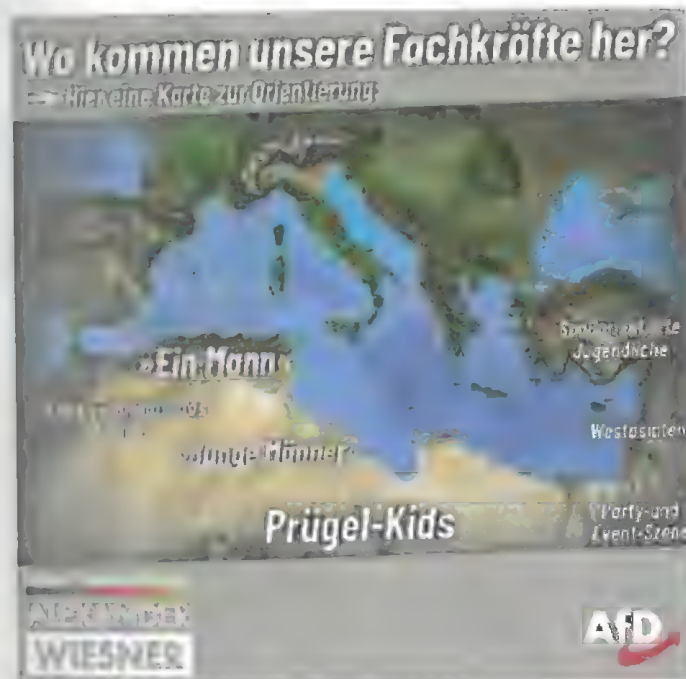 Wo kommen unsere Fachkräfte her?
Hier eine Karte zur Orientierung
»Ein Mann«
Jugendliche
»Junge Männer«
Westasiaten
Prügel-Kids
Party- und
Event-Szene
ALEXANDER
WIESNER
AfD